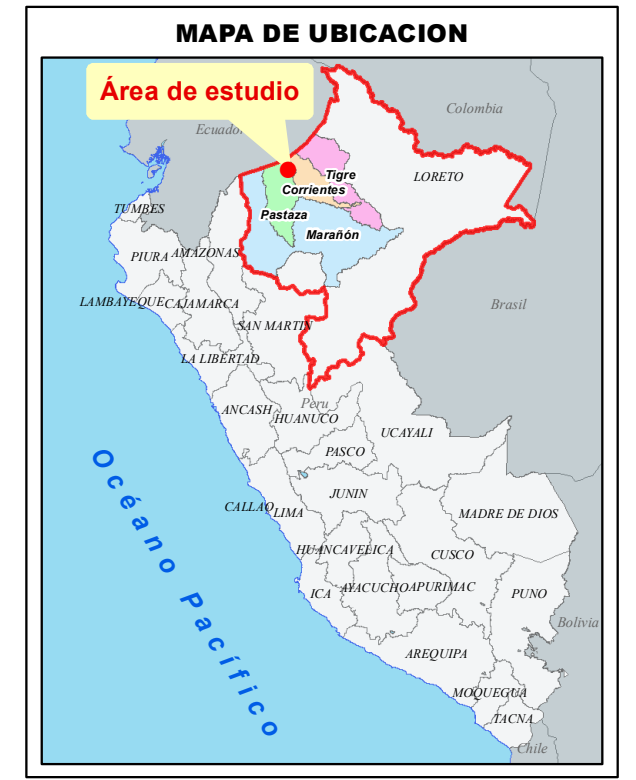 MAPA DE UBICACION
Área de estudio
Colombia
Ecuador
Tigre
LORETO
Corrientes
TUMBES
Pastaza
Marañón
PIURA
AMAZONAS
LAMBAYEQUE
CAJAMARCA
Brasil
SAN MARTIN
LA LIBERTAD
Peru
ANCASH
HUANUCO
UCAYALI
PASCO
Océano Pacífico
JUNIN
CALLAO
LIMA
MADRE DE DIOS
HUANCAVELICA
CUSCO
ICA
AYACUCHO
APURIMAC
PUNO
Bolivia
AREQUIPA
MOQUEGUA
TACNA
Chile